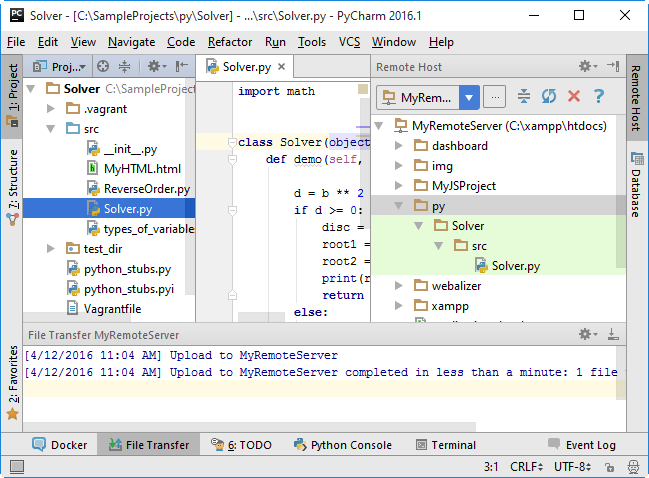 PC Solver - [C:\SampleProjects\py\Solver] - ...\src\Solver.py - PyCharm 2016.1
File Edit View Navigate Code Refactor Run Tools VCS Window Help
1: Project
7: Structure
2: Favorites
Proj...
Solver C:\SampleProject
.vagrant
src
__init__.py
MyHTML.html
ReverseOrder.py
Solver.py
types_of_variable
test_dir
python_stubs.py
python_stubs.pyi
Vagrantfile
Solver.py
import math
class Solver(object
def demo(self,
d = b ** 2
if d >= 0:
disc =
root1 =
root2 =
print(r
return
else:
Remote Host
MyRem... ...
MyRemoteServer (C:\xampp\htdocs)
dashboard
img
MyJSProject
py
Solver
src
Solver.py
webalizer
xampp
Remote Host
Database
File Transfer MyRemoteServer
[4/12/2016 11:04 AM] Upload to MyRemoteServer
[4/12/2016 11:04 AM] Upload to MyRemoteServer completed in less than a minute: 1 file
Docker File Transfer 6: TODO Python Console Terminal Event Log
3:1 CRLF UTF-8